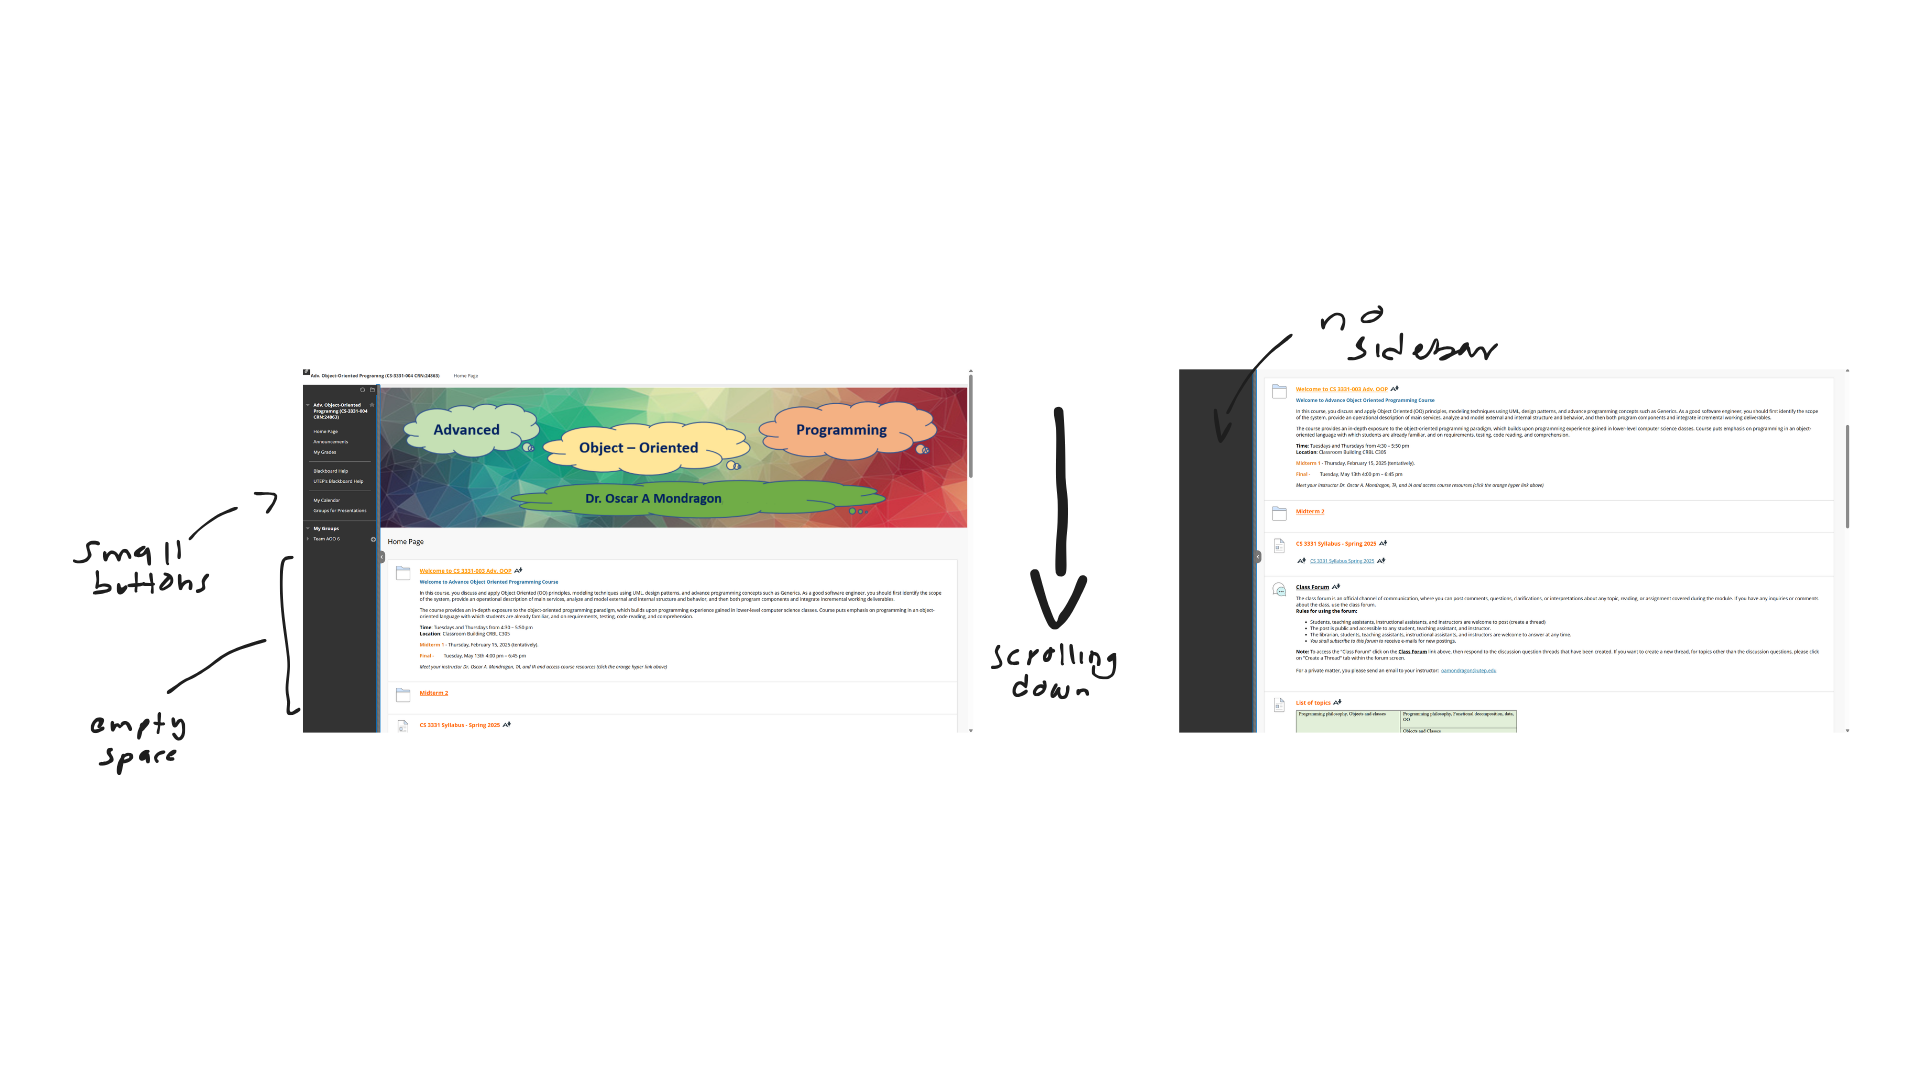 Adv. Object-Oriented Programing (CS-3331-004 CRN:24863)
Home Page
Adv. Object-Oriented
Programing (CS-3331-004
CRN:24863)
Home Page
Announcements
My Grades
Blackboard Help
UTEP's Blackboard Help
My Calendar
Groups for Presentations
My Groups
Team AOO 6
Advanced
Object – Oriented
Programming
Dr. Oscar A Mondragon
Home Page
Welcome to CS 3331-003 Adv. OOP
Welcome to Advance Object Oriented Programming Course
In this course, you discuss and apply Object Oriented (OO) principles, modeling techniques using UML, design patterns, and advance programming concepts such as Generics. As a good software engineer, you should first identify the scope
of the system, provide an operational description of main services, analyze and model external and internal structure and behavior, and then both program components and integrate incremental working deliverables.
The course provides an in-depth exposure to the object-oriented programming paradigm, which builds upon programming experience gained in lower-level computer science classes. Course puts emphasis on programming in an object-
oriented language with which students are already familiar, and on requirements, testing, code reading, and comprehension.
Time: Tuesdays and Thursdays from 4:30 – 5:50 pm
Location: Classroom Building CRBL C305
Midterm 1 - Thursday, February 15, 2025 (tentatively).
Final - Tuesday, May 13th 4:00 pm – 6:45 pm
Meet your instructor Dr. Oscar A. Mondragon, TA, and IA and access course resources (click the orange hyper link above)
Midterm 2
CS 3331 Syllabus - Spring 2025
small
buttons
empty
space
scrolling
down
no
sidebar
Welcome to CS 3331-003 Adv. OOP
Welcome to Advance Object Oriented Programming Course
In this course, you discuss and apply Object Oriented (OO) principles, modeling techniques using UML, design patterns, and advance programming concepts such as Generics. As a good software engineer, you should first identify the scope
of the system, provide an operational description of main services, analyze and model external and internal structure and behavior, and then both program components and integrate incremental working deliverables.
The course provides an in-depth exposure to the object-oriented programming paradigm, which builds upon programming experience gained in lower-level computer science classes. Course puts emphasis on programming in an object-
oriented language with which students are already familiar, and on requirements, testing, code reading, and comprehension.
Time: Tuesdays and Thursdays from 4:30 – 5:50 pm
Location: Classroom Building CRBL C305
Midterm 1 - Thursday, February 15, 2025 (tentatively).
Final - Tuesday, May 13th 4:00 pm – 6:45 pm
Meet your instructor Dr. Oscar A. Mondragon, TA, and IA and access course resources (click the orange hyper link above)
Midterm 2
CS 3331 Syllabus - Spring 2025
CS 3331 Syllabus Spring 2025
Class Forum
The class forum is an official channel of communication, where you can post comments, questions, clarifications, or interpretations about any topic, reading, or assignment covered during the module. If you have any inquiries or comments
about the class, use the class forum.
Rules for using the forum:
Students, teaching assistants, instructional assistants, and instructors are welcome to post (create a thread)
The post is public and accessible to any student, teaching assistant, and instructor.
The librarian, students, teaching assistants, instructional assistants, and instructors are welcome to answer at any time.
You shall subscribe to this forum to receive e-mails for new postings.
Note: To access the "Class Forum" click on the Class Forum link above, then respond to the discussion question threads that have been created. If you want to create a new thread, for topics other than the discussion questions, please click
on "Create a Thread" tab within the forum screen.
For a private matter, you please send an email to your instructor: oamondragon@utep.edu
List of topics
Programming philosophy, Objects and classes
Programming philosophy, Functional decomposition, data,
OO
Objects and Classes